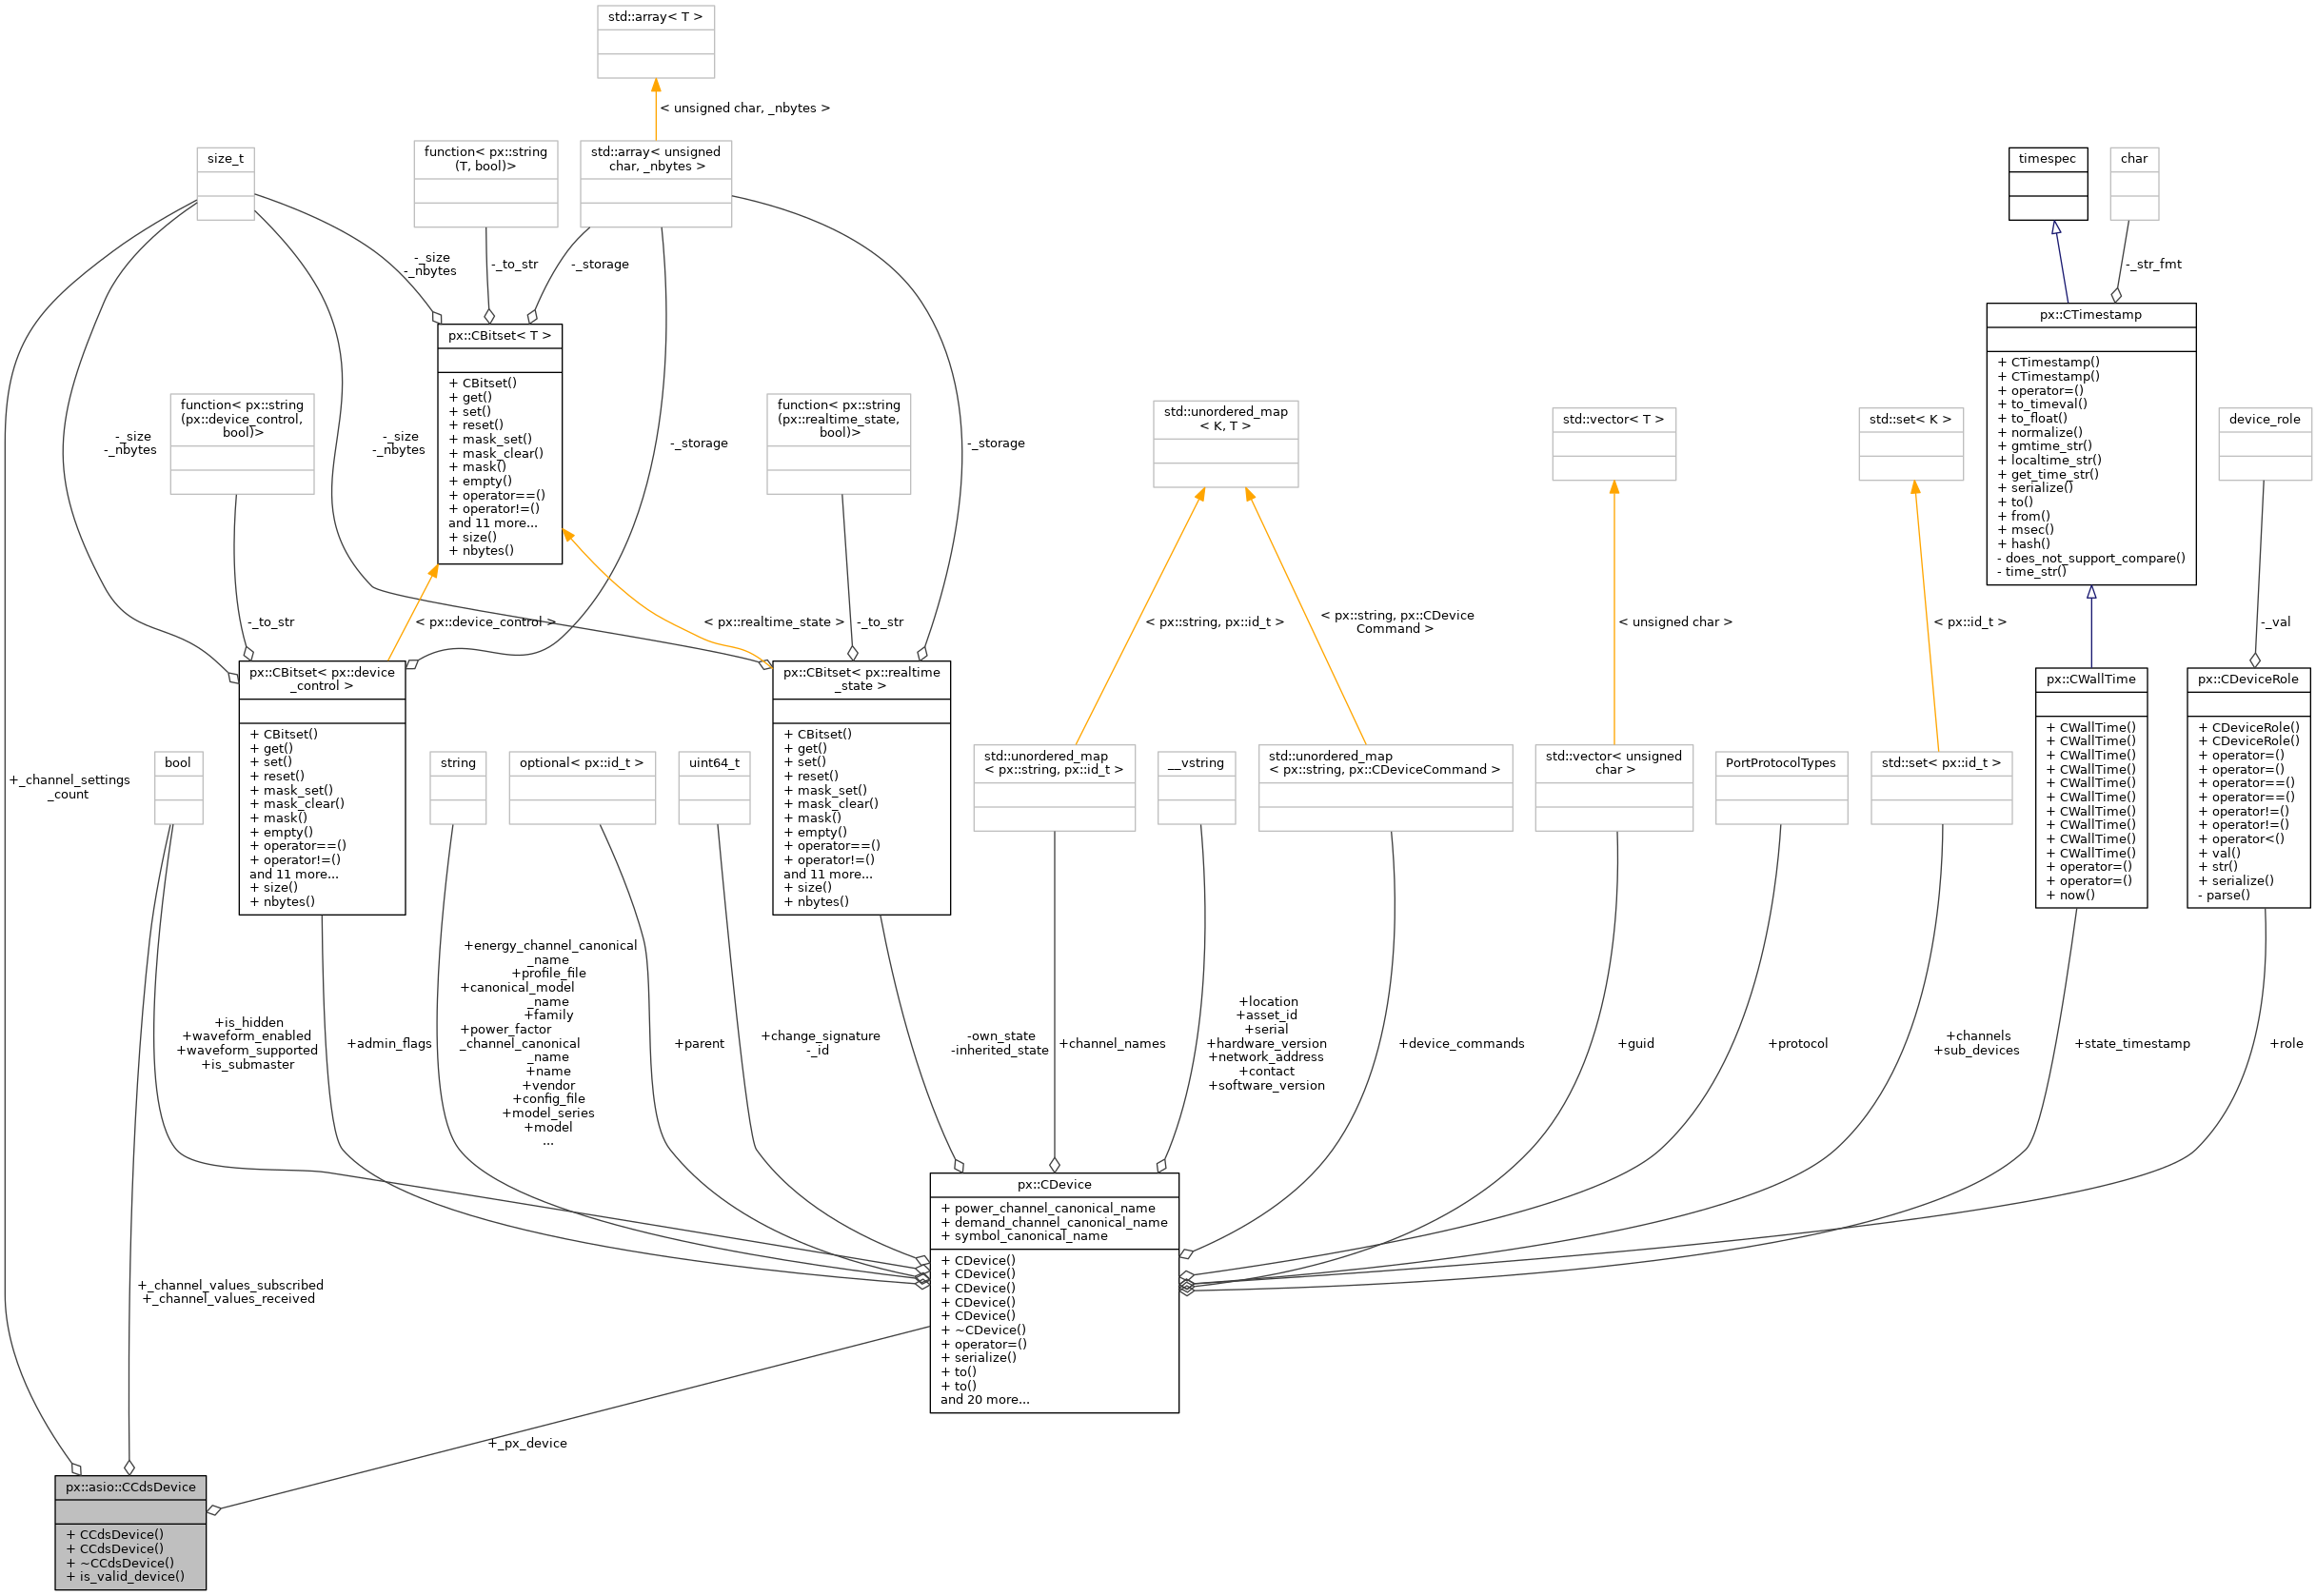 std::array< T >
< unsigned char, _nbytes >
size_t
function< px::string
(T, bool)>
std::array< unsigned
char, _nbytes >
timespec
char
-_size
-_nbytes
-_to_str
-_storage
-_str_fmt
px::CBitset< T >
+ CBitset()
+ get()
+ set()
+ reset()
+ mask_set()
+ mask_clear()
+ mask()
+ empty()
+ operator==()
+ operator!=()
and 11 more...
+ size()
+ nbytes()
px::CTimestamp
+ CTimestamp()
+ CTimestamp()
+ operator=()
+ to_timeval()
+ to_float()
+ normalize()
+ gmtime_str()
+ localtime_str()
+ get_time_str()
+ serialize()
+ to()
+ from()
+ msec()
+ hash()
- does_not_support_compare()
- time_str()
function< px::string
(px::device_control,
bool)>
-_size
-_nbytes
-_size
-_nbytes
-_storage
function< px::string
(px::realtime_state,
bool)>
-_storage
std::unordered_map
< K, T >
std::vector< T >
std::set< K >
device_role
-_to_str
< px::device_control >
< px::realtime_state >
-_to_str
< px::string, px::id_t >
< px::string, px::CDevice
Command >
< unsigned char >
< px::id_t >
-_val
+_channel_settings
_count
bool
px::CBitset< px::device
_control >
+ CBitset()
+ get()
+ set()
+ reset()
+ mask_set()
+ mask_clear()
+ mask()
+ empty()
+ operator==()
+ operator!=()
and 11 more...
+ size()
+ nbytes()
string
optional< px::id_t >
uint64_t
px::CBitset< px::realtime
_state >
+ CBitset()
+ get()
+ set()
+ reset()
+ mask_set()
+ mask_clear()
+ mask()
+ empty()
+ operator==()
+ operator!=()
and 11 more...
+ size()
+ nbytes()
std::unordered_map
< px::string, px::id_t >
__vstring
std::unordered_map
< px::string, px::CDeviceCommand >
std::vector< unsigned
char >
PortProtocolTypes
std::set< px::id_t >
px::CWallTime
+ CWallTime()
+ CWallTime()
+ CWallTime()
+ CWallTime()
+ CWallTime()
+ CWallTime()
+ CWallTime()
+ CWallTime()
+ CWallTime()
+ CWallTime()
+ operator=()
+ operator=()
+ now()
px::CDeviceRole
+ CDeviceRole()
+ CDeviceRole()
+ operator=()
+ operator=()
+ operator==()
+ operator==()
+ operator!=()
+ operator!=()
+ operator<()
+ val()
+ str()
+ serialize()
- parse()
+is_hidden
+waveform_enabled
+waveform_supported
+is_submaster
+admin_flags
+energy_channel_canonical
_name
+profile_file
+canonical_model
_name
+family
+power_factor
_channel_canonical
_name
+name
+vendor
+config_file
+model_series
+model
...
+parent
+change_signature
-_id
-own_state
-inherited_state
+channel_names
+location
+asset_id
+serial
+hardware_version
+network_address
+contact
+software_version
+device_commands
+guid
+protocol
+channels
+sub_devices
+state_timestamp
+role
px::CDevice
+ power_channel_canonical_name
+ demand_channel_canonical_name
+ symbol_canonical_name
+ CDevice()
+ CDevice()
+ CDevice()
+ CDevice()
+ CDevice()
+ ~CDevice()
+ operator=()
+ serialize()
+ to()
+ to()
and 20 more...
+_channel_values_subscribed
+_channel_values_received
+_px_device
px::asio::CCdsDevice
+ CCdsDevice()
+ CCdsDevice()
+ ~CCdsDevice()
+ is_valid_device()